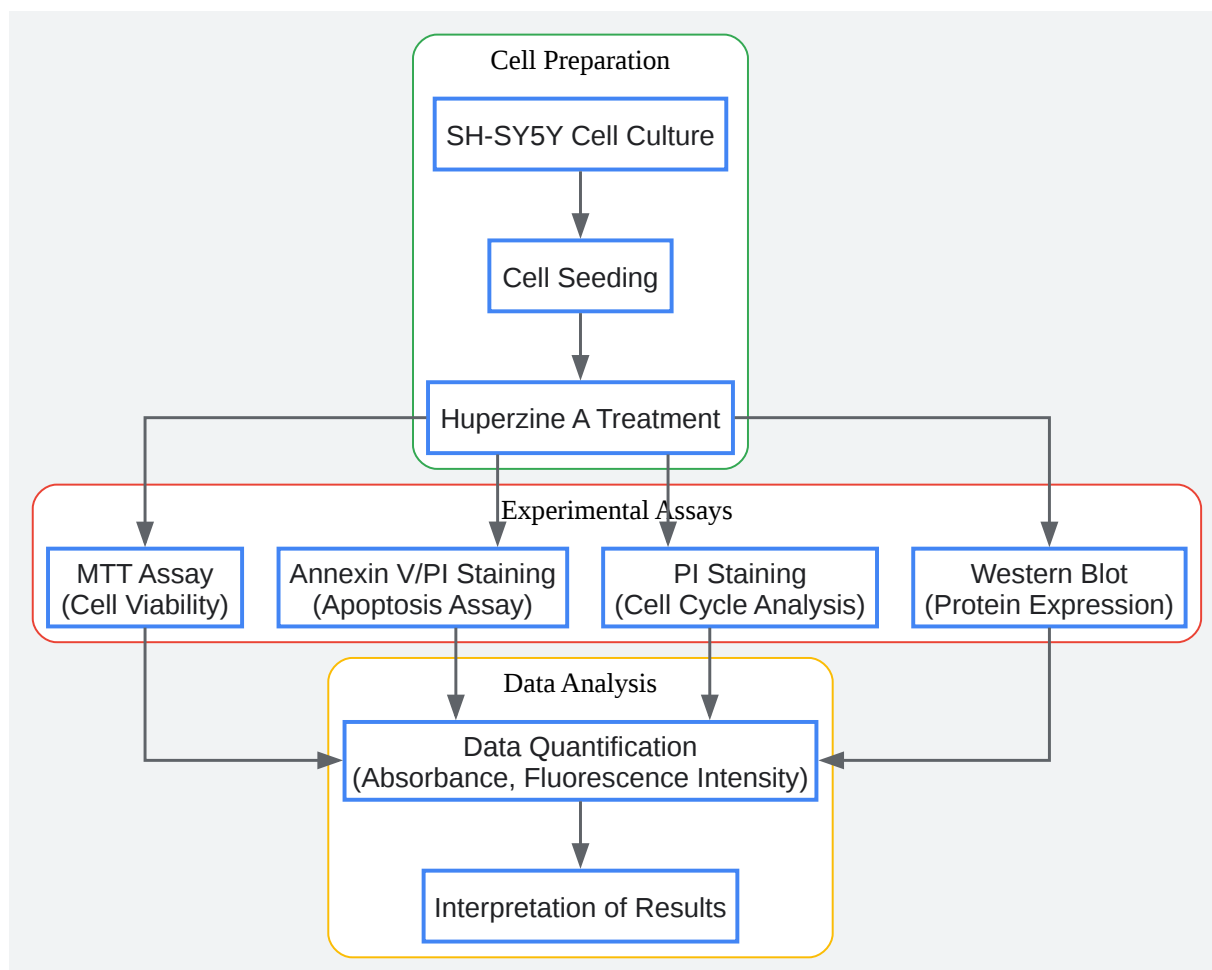 Cell Preparation
SH-SY5Y Cell Culture
Cell Seeding
Huperzine A Treatment
Experimental Assays
MTT Assay
(Cell Viability)
Annexin V/PI Staining
(Apoptosis Assay)
PI Staining
(Cell Cycle Analysis)
Western Blot
(Protein Expression)
Data Analysis
Data Quantification
(Absorbance, Fluorescence Intensity)
Interpretation of Results